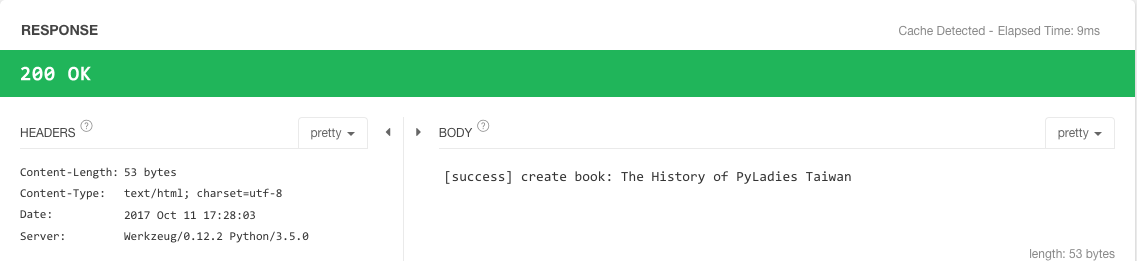 RESPONSE
Cache Detected - Elapsed Time: 9ms
200 OK
HEADERS ?
pretty
BODY ?
pretty
Content-Length: 53 bytes
Content-Type: text/html; charset=utf-8
Date: 2017 Oct 11 17:28:03
Server: Werkzeug/0.12.2 Python/3.5.0
[success] create book: The History of PyLadies Taiwan
length: 53 bytes